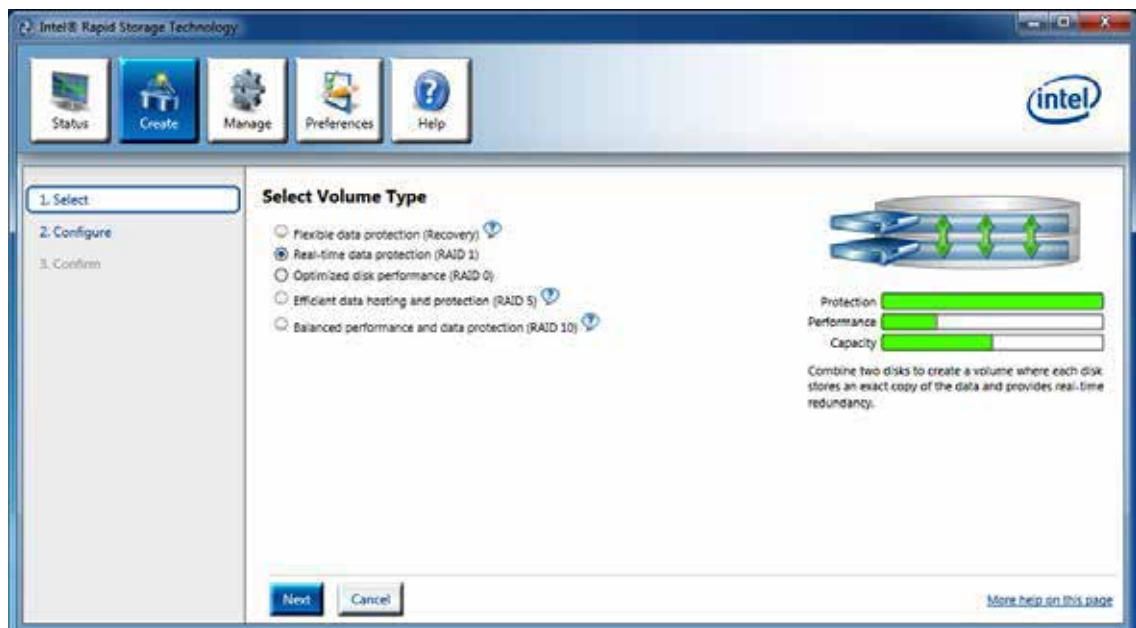 Intel® Rapid Storage Technology
Status
Create
Manage
Preferences
Help
intel
1. Select
2. Configure
3. Confirm
Select Volume Type
Flexible data protection (Recovery)
Real-time data protection (RAID 1)
Optimized disk performance (RAID 0)
Efficient data hosting and protection (RAID 5)
Balanced performance and data protection (RAID 10)
Protection
Performance
Capacity
Combine two disks to create a volume where each disk
stores an exact copy of the data and provides real-time
redundancy.
Next
Cancel
More help on this page